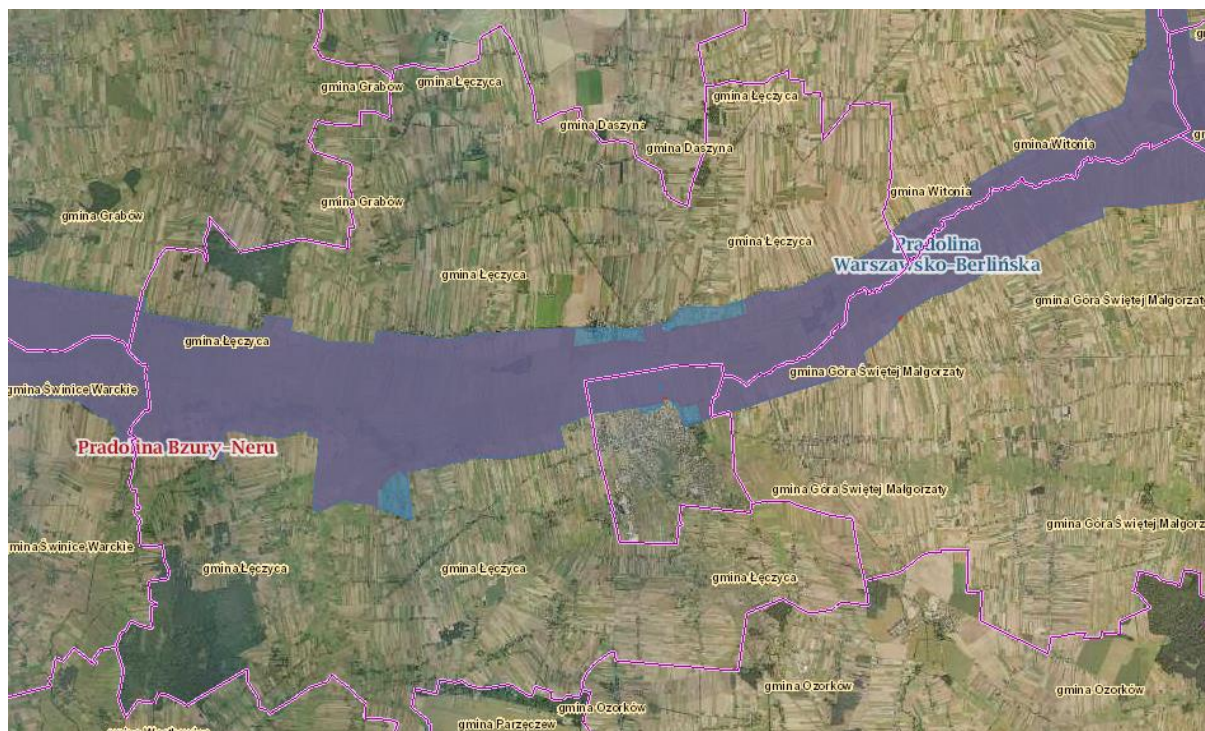 gmina Grabów
gmina Łęczyca
gmina Łęczyca
gmina Daszyna
gmina Daszyna
gmina Witonia
gmina Witonia
gmina Grabów
gmina Grabów
gmina Łęczyca
gmina Łęczyca
Pradolina
Warszawsko-Berlińska
gmina Góra Świętej Małgorzaty
gmina Łęczyca
gmina Góra Świętej Małgorzaty
gmina Świnice Warckie
Pradolina Bzury-Neru
gmina Góra Świętej Małgorzaty
gmina Góra Świętej Małgorz
gmina Świnice Warckie
gmina Łęczyca
gmina Łęczyca
gmina Łęczyca
gmina Ozorków
gmina Ozorków
gmina Ozorków
gmina Parzęczew